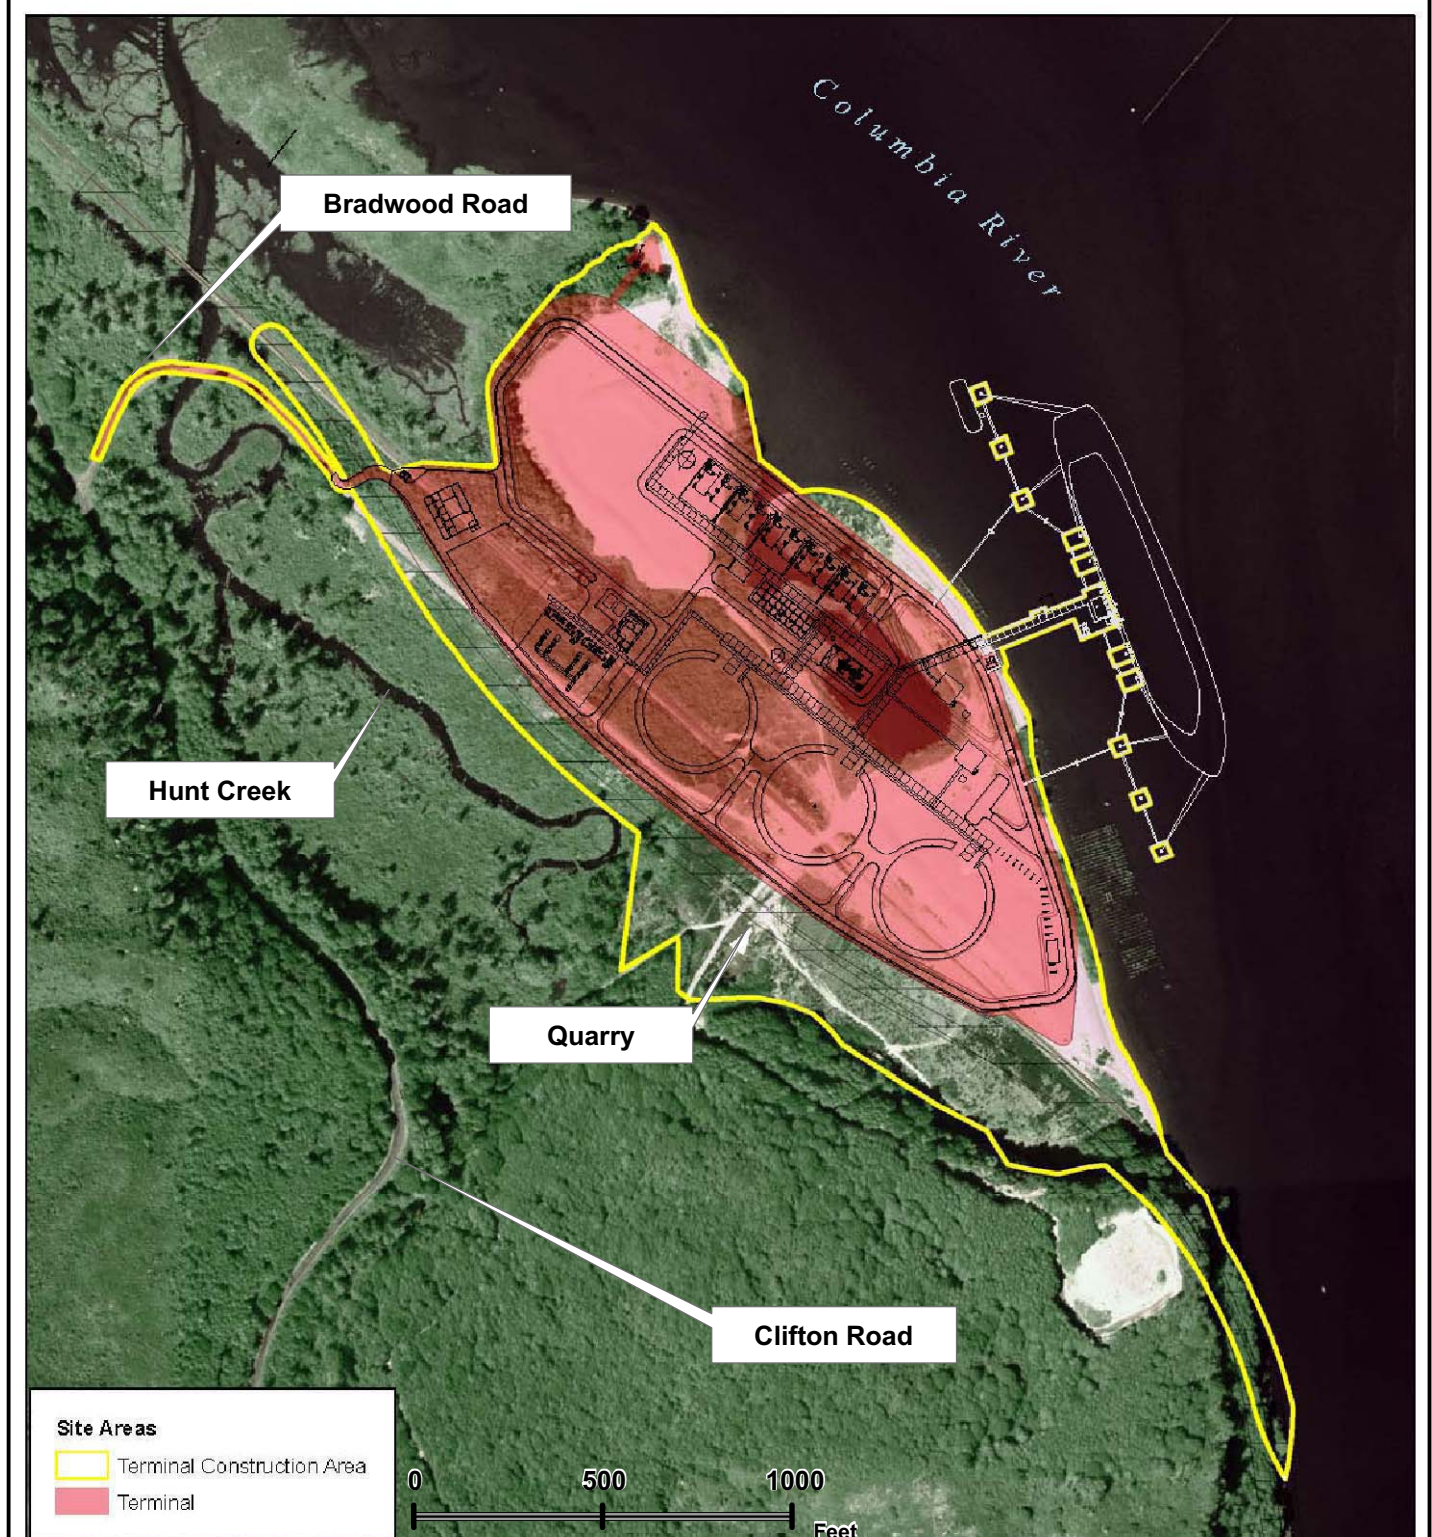 Columbia River
Bradwood Road
Hunt Creek
Quarry
Clifton Road
Site Areas
Terminal Construction Area
Terminal
0 500 1000
Feet